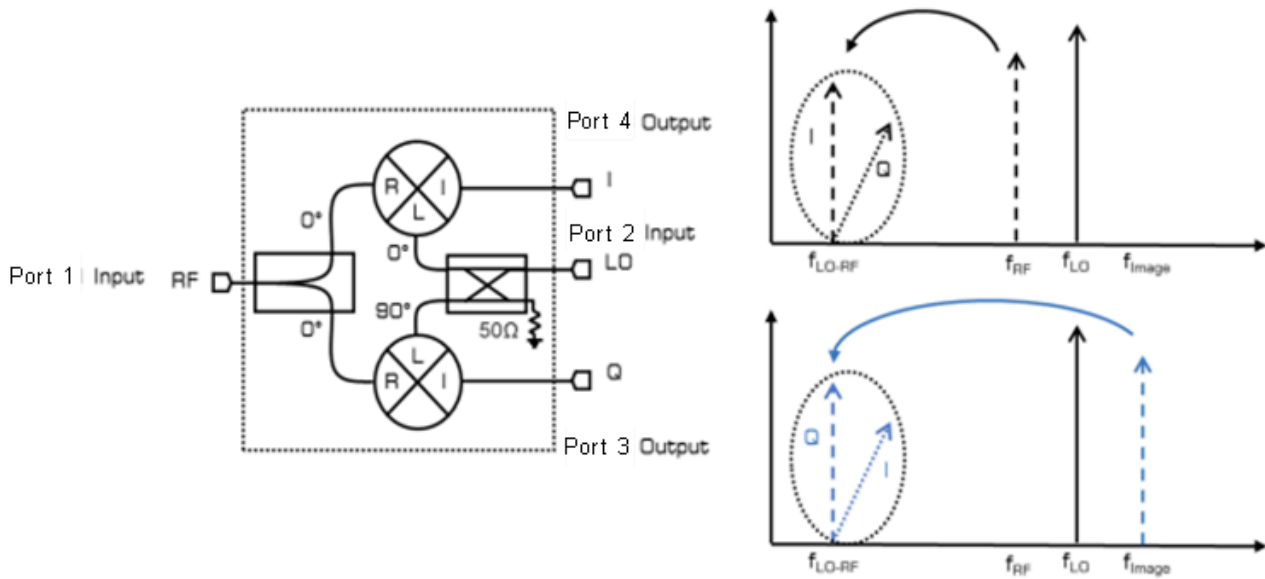 Port 4 Output
R
I
L
I
0°
0°
Port 2 Input
LO
Port 1 Input
RF
90°
50Ω
0°
L
R
I
Q
Port 3 Output
I
Q
f_LO-RF
f_RF
f_LO
f_Image
Q
I
f_LO-RF
f_RF
f_LO
f_Image